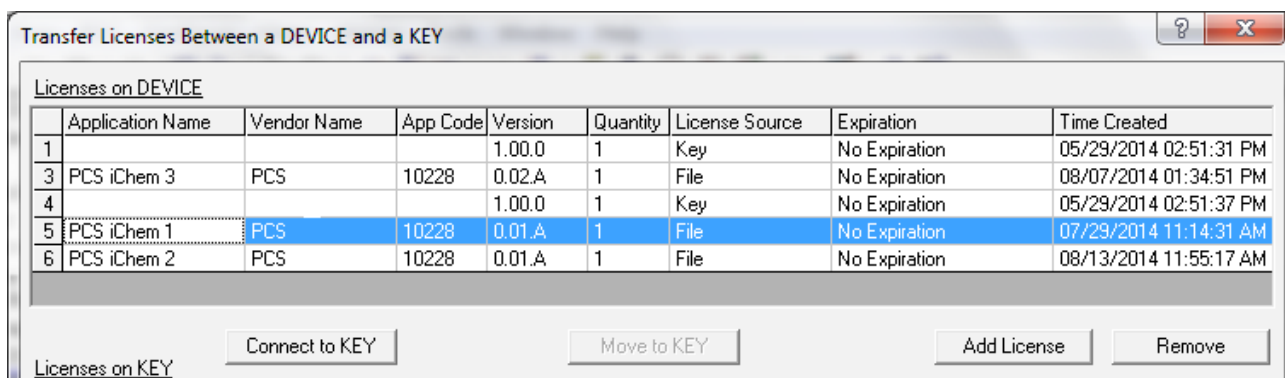 Transfer Licenses Between a DEVICE and a KEY
Licenses on DEVICE
Application Name Vendor Name App Code Version Quantity License Source Expiration Time Created
1 1.00.0 1 Key No Expiration 05/29/2014 02:51:31 PM
3 PCS iChem 3 PCS 10228 0.02.A 1 File No Expiration 08/07/2014 01:34:51 PM
4 1.00.0 1 Key No Expiration 05/29/2014 02:51:37 PM
5 PCS iChem 1 PCS 10228 0.01.A 1 File No Expiration 07/29/2014 11:14:31 AM
6 PCS iChem 2 PCS 10228 0.01.A 1 File No Expiration 08/13/2014 11:55:17 AM
Connect to KEY Move to KEY Add License Remove
Licenses on KEY